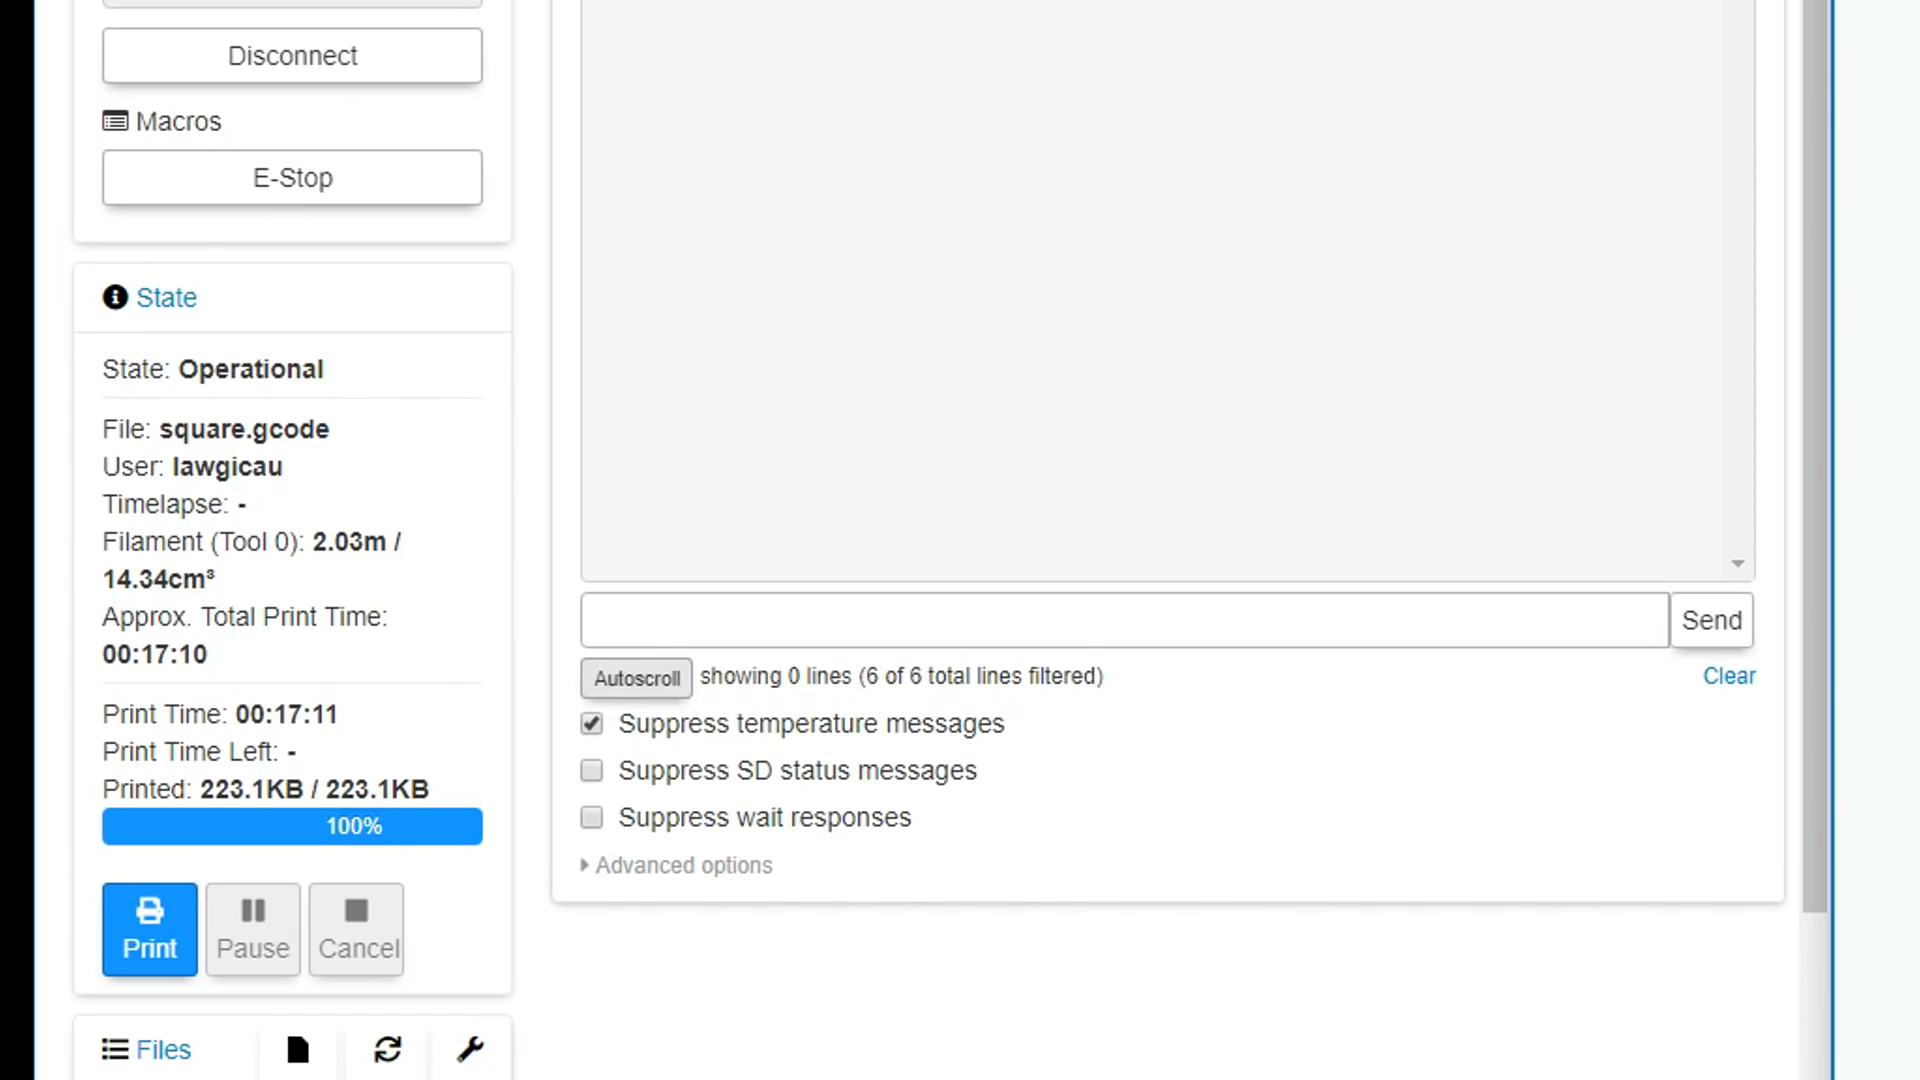 Disconnect
Macros
E-Stop
State
State: Operational
File: square.gcode
User: lawgicau
Timelapse: -
Filament (Tool 0): 2.03m /
14.34cm³
Approx. Total Print Time:
00:17:10
Print Time: 00:17:11
Print Time Left: -
Printed: 223.1KB / 223.1KB
100%
Print
Pause
Cancel
Files
Send
Autoscroll showing 0 lines (6 of 6 total lines filtered) Clear
Suppress temperature messages
Suppress SD status messages
Suppress wait responses
Advanced options